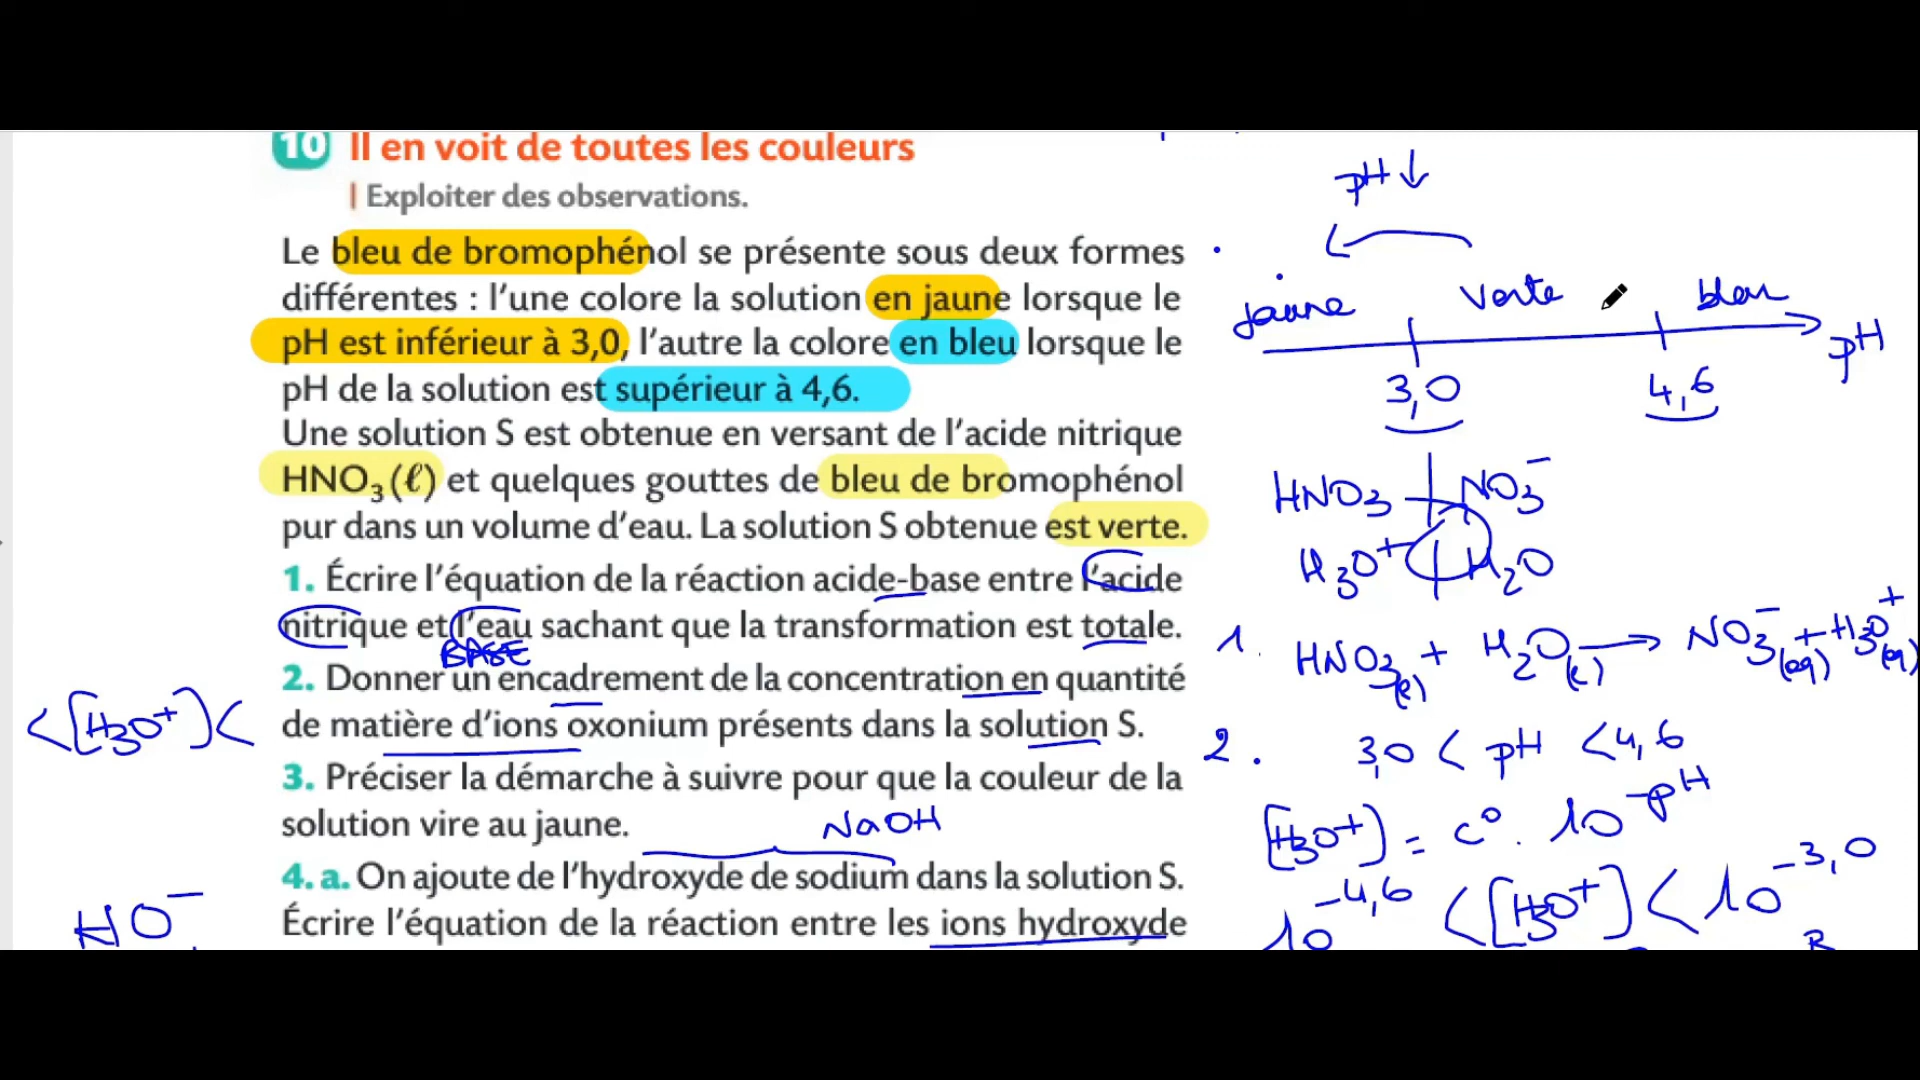 10 Il en voit de toutes les couleurs
| Exploiter des observations.
Le bleu de bromophénol se présente sous deux formes
différentes : l'une colore la solution en jaune lorsque le
pH est inférieur à 3,0, l'autre la colore en bleu lorsque le
pH de la solution est supérieur à 4,6.
Une solution S est obtenue en versant de l'acide nitrique
HNO₃(ℓ) et quelques gouttes de bleu de bromophénol
pur dans un volume d'eau. La solution S obtenue est verte.
1. Écrire l'équation de la réaction acide-base entre l'acide
nitrique et l'eau sachant que la transformation est totale.
BASE
2. Donner un encadrement de la concentration en quantité
de matière d'ions oxonium présents dans la solution S.
<[H₃O⁺]<
3. Préciser la démarche à suivre pour que la couleur de la
solution vire au jaune.
NaOH
4. a. On ajoute de l'hydroxyde de sodium dans la solution S.
Écrire l'équation de la réaction entre les ions hydroxyde
HO⁻
pH ↓
jaune verte bleu
pH
3,0 4,6
HNO₃ | NO₃⁻
H₃O⁺ | H₂O
1. HNO₃(ℓ) + H₂O(ℓ) → NO₃⁻(aq) + H₃O⁺(aq)
2. 3,0 < pH < 4,6
[H₃O⁺] = c° . 10^-pH
10^-4,6 < [H₃O⁺] < 10^-3,0